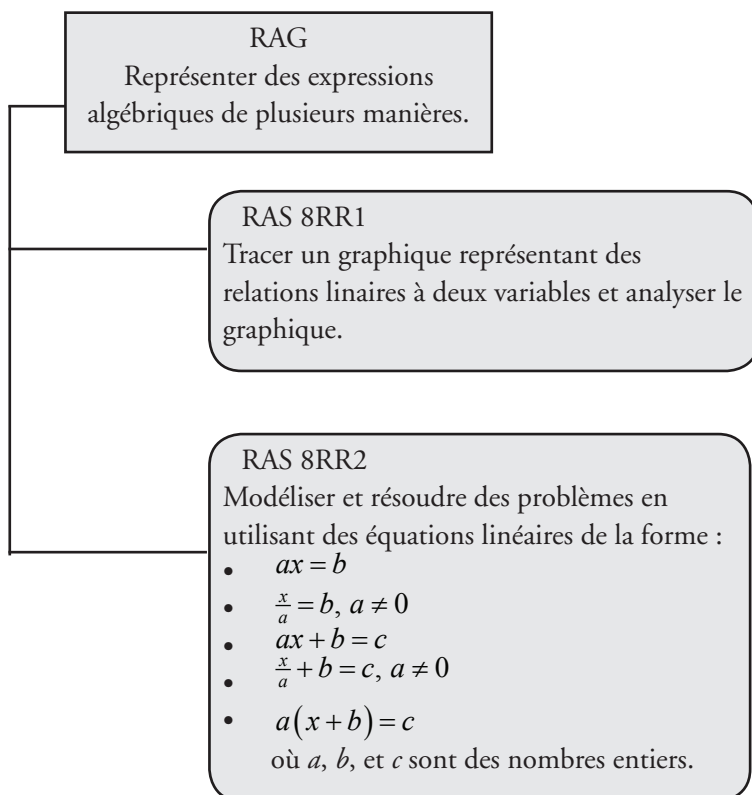 RAG
Représenter des expressions
algébriques de plusieurs manières.
RAS 8RR1
Tracer un graphique représentant des
relations linaires à deux variables et analyser le
graphique.
RAS 8RR2
Modéliser et résoudre des problèmes en
utilisant des équations linéaires de la forme :
• ax = b
• x/a = b, a ≠ 0
• ax + b = c
• x/a + b = c, a ≠ 0
• a(x + b) = c
où a, b, et c sont des nombres entiers.